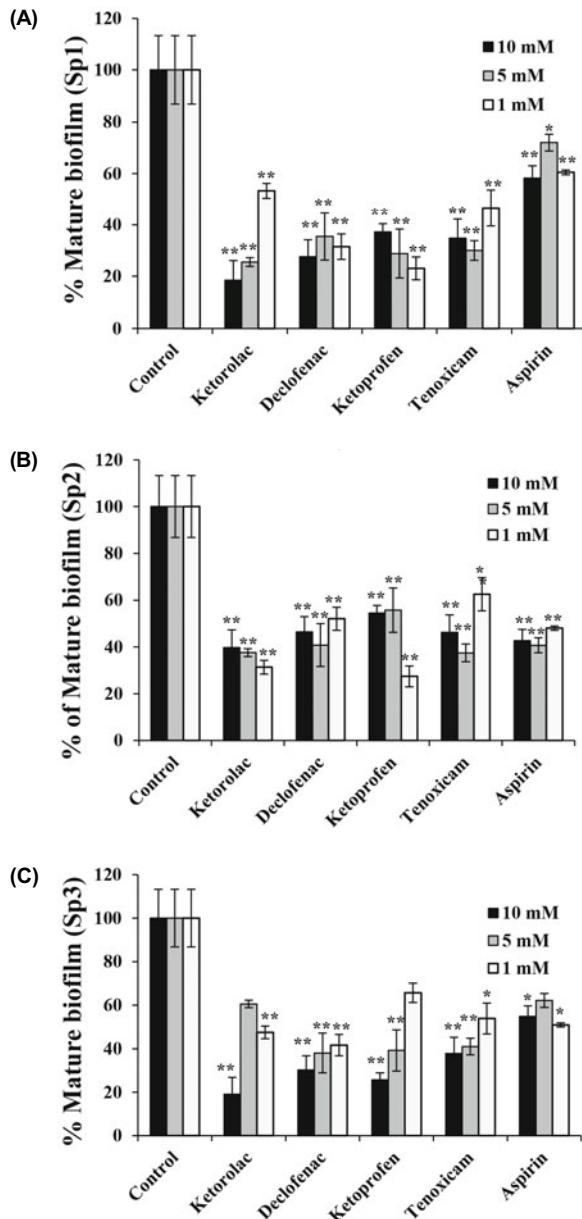 (A)
% Mature biofilm (Sp1)
120
100
80
60
40
20
0
10 mM
5 mM
1 mM
** ** **
** ** **
** ** **
** ** **
** * **
Control
Ketorolac
Declofenac
Ketoprofen
Tenoxicam
Aspirin
(B)
% of Mature biofilm (Sp2)
120
100
80
60
40
20
0
10 mM
5 mM
1 mM
** ** **
** ** **
** ** **
** ** * *
** ** **
Control
Ketorolac
Declofenac
Ketoprofen
Tenoxicam
Aspirin
(C)
% Mature biofilm (Sp3)
120
100
80
60
40
20
0
10 mM
5 mM
1 mM
** **
** ** **
** **
** ** *
* *
Control
Ketorolac
Declofenac
Ketoprofen
Tenoxicam
Aspirin